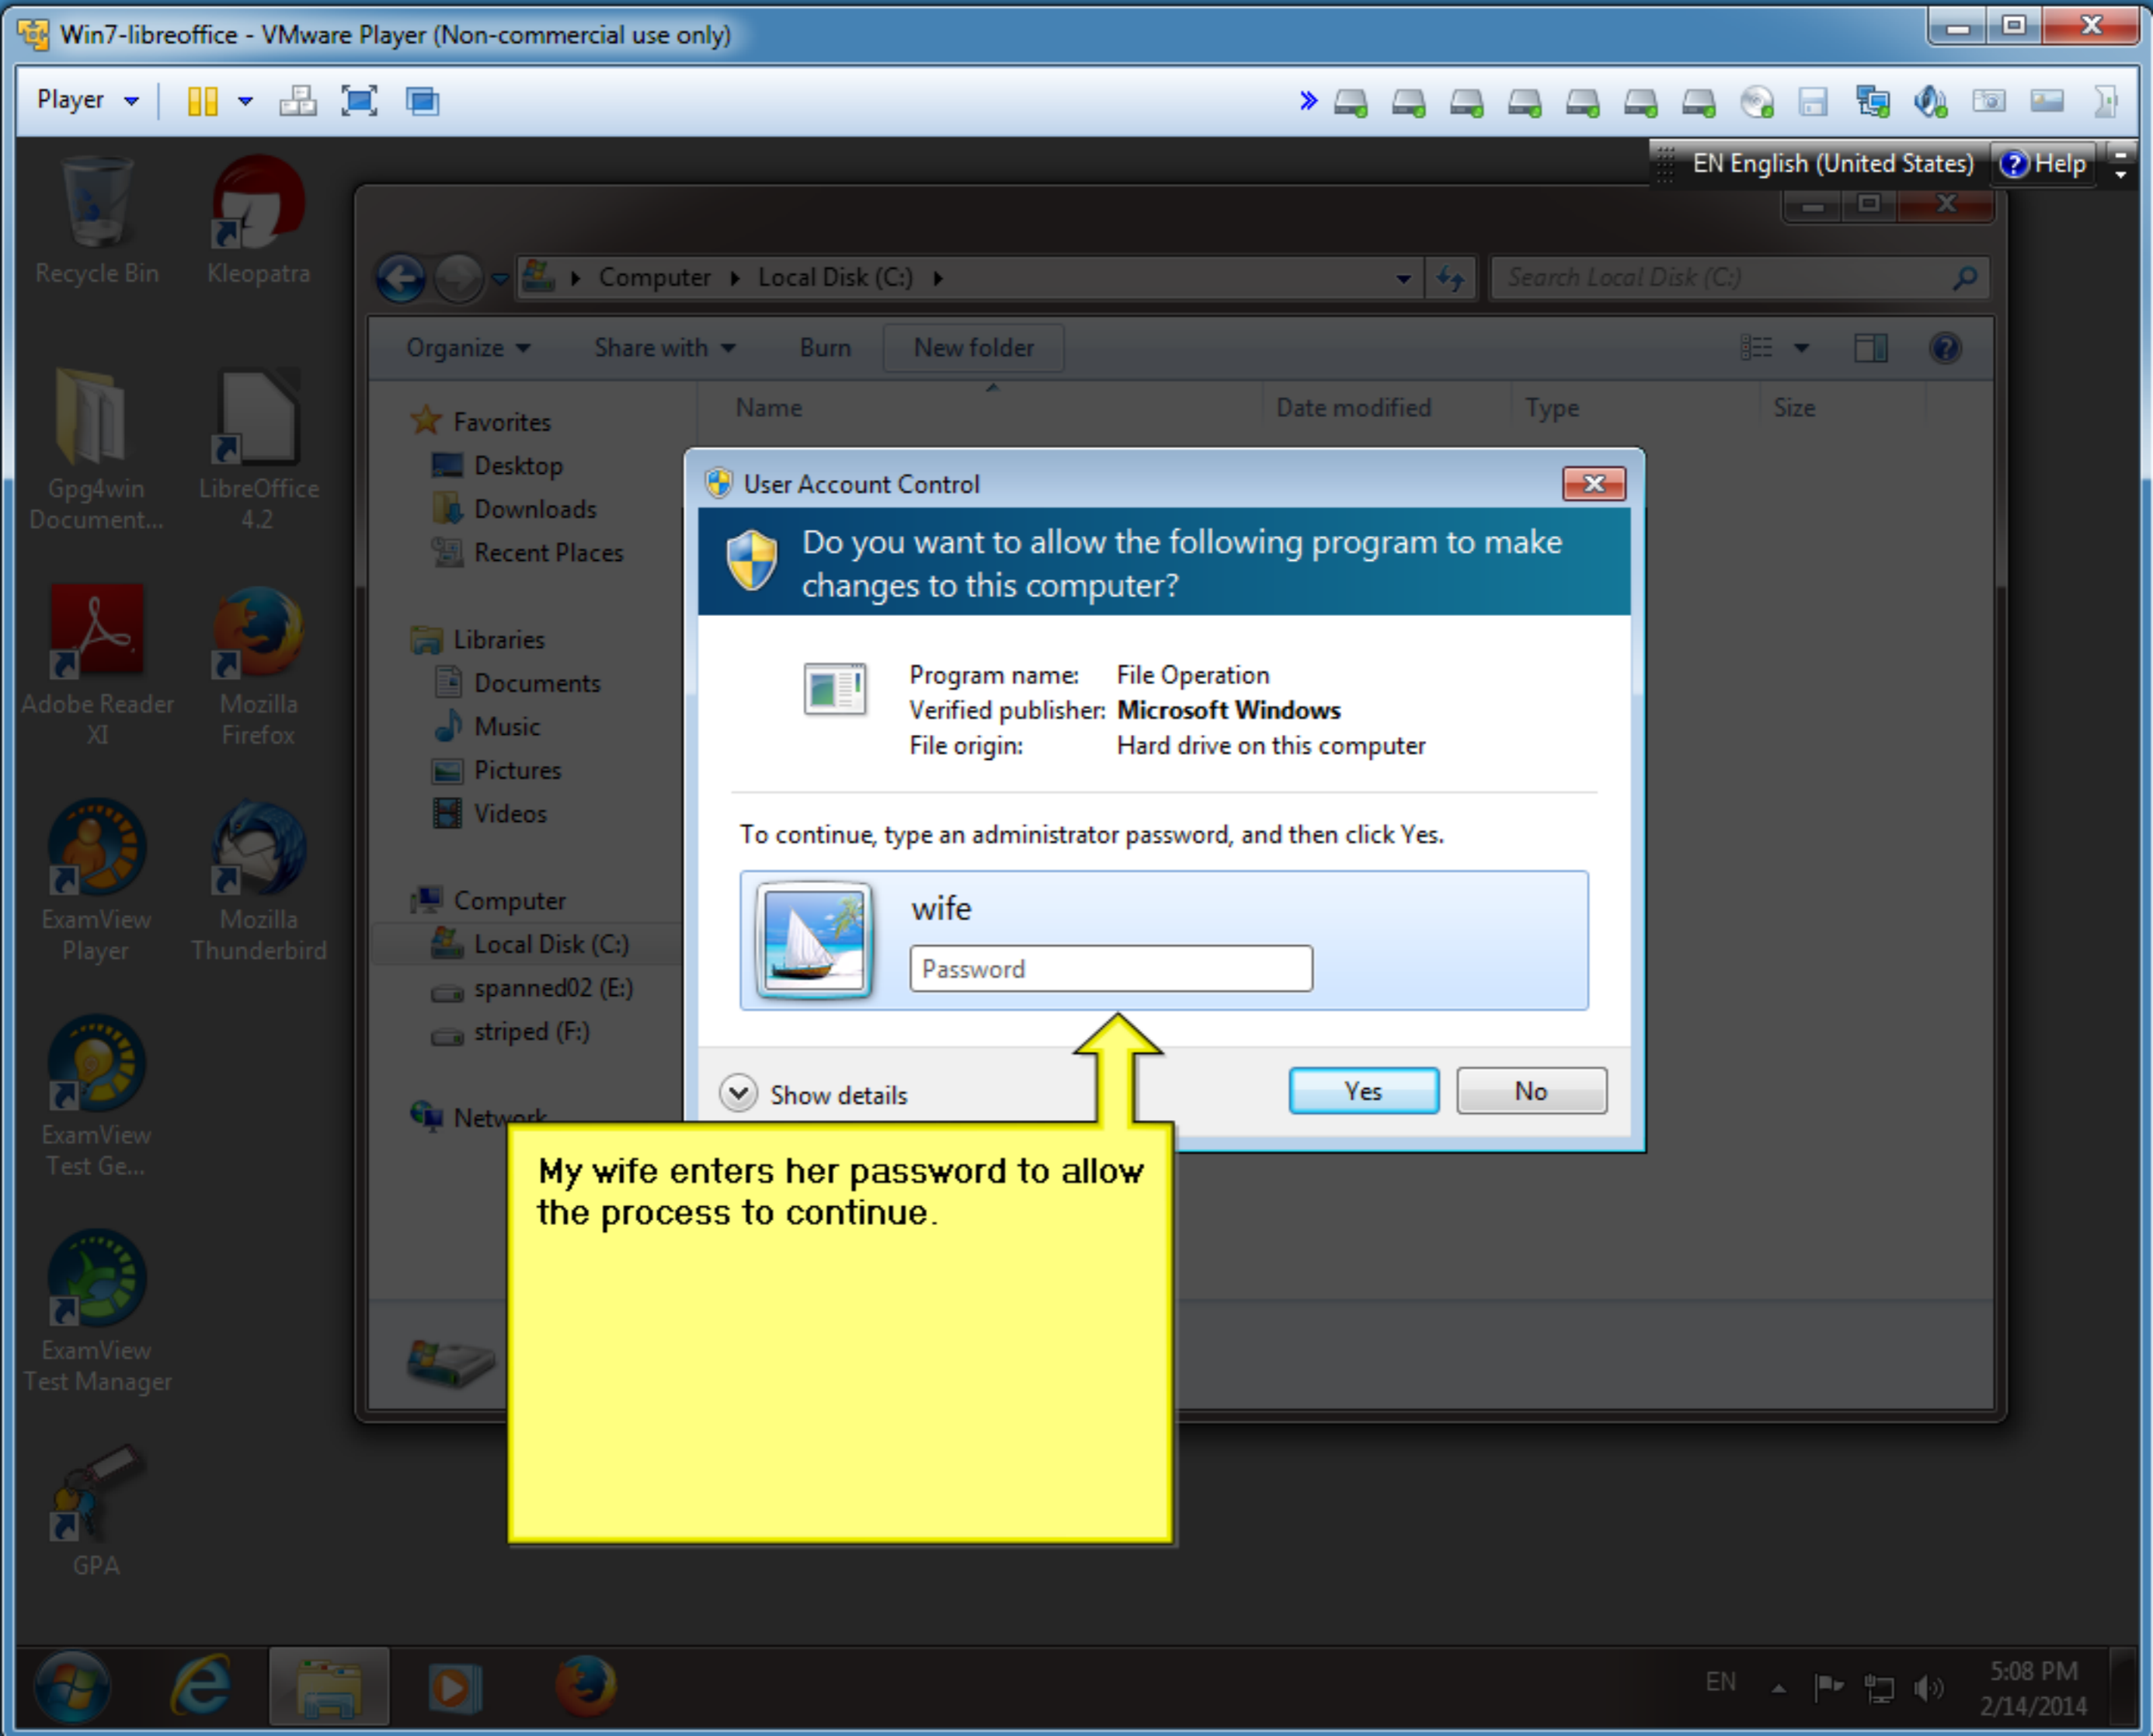 Win7-libreoffice - VMware Player (Non-commercial use only)
Player
EN English (United States)
Help
Recycle Bin
Kleopatra
Computer
Local Disk (C:)
Search Local Disk (C:)
Organize
Share with
Burn
New folder
Name
Date modified
Type
Size
Gpg4win
Document...
LibreOffice
4.2
Adobe Reader
XI
Mozilla
Firefox
ExamView
Player
Mozilla
Thunderbird
ExamView
Test Ge...
ExamView
Test Manager
GPA
Favorites
Desktop
Downloads
Recent Places
Libraries
Documents
Music
Pictures
Videos
Computer
Local Disk (C:)
spanned02 (E:)
striped (F:)
Network
User Account Control
Do you want to allow the following program to make
changes to this computer?
Program name: File Operation
Verified publisher: Microsoft Windows
File origin: Hard drive on this computer
To continue, type an administrator password, and then click Yes.
wife
Password
Show details
Yes
No
My wife enters her password to allow
the process to continue.
EN
5:08 PM
2/14/2014